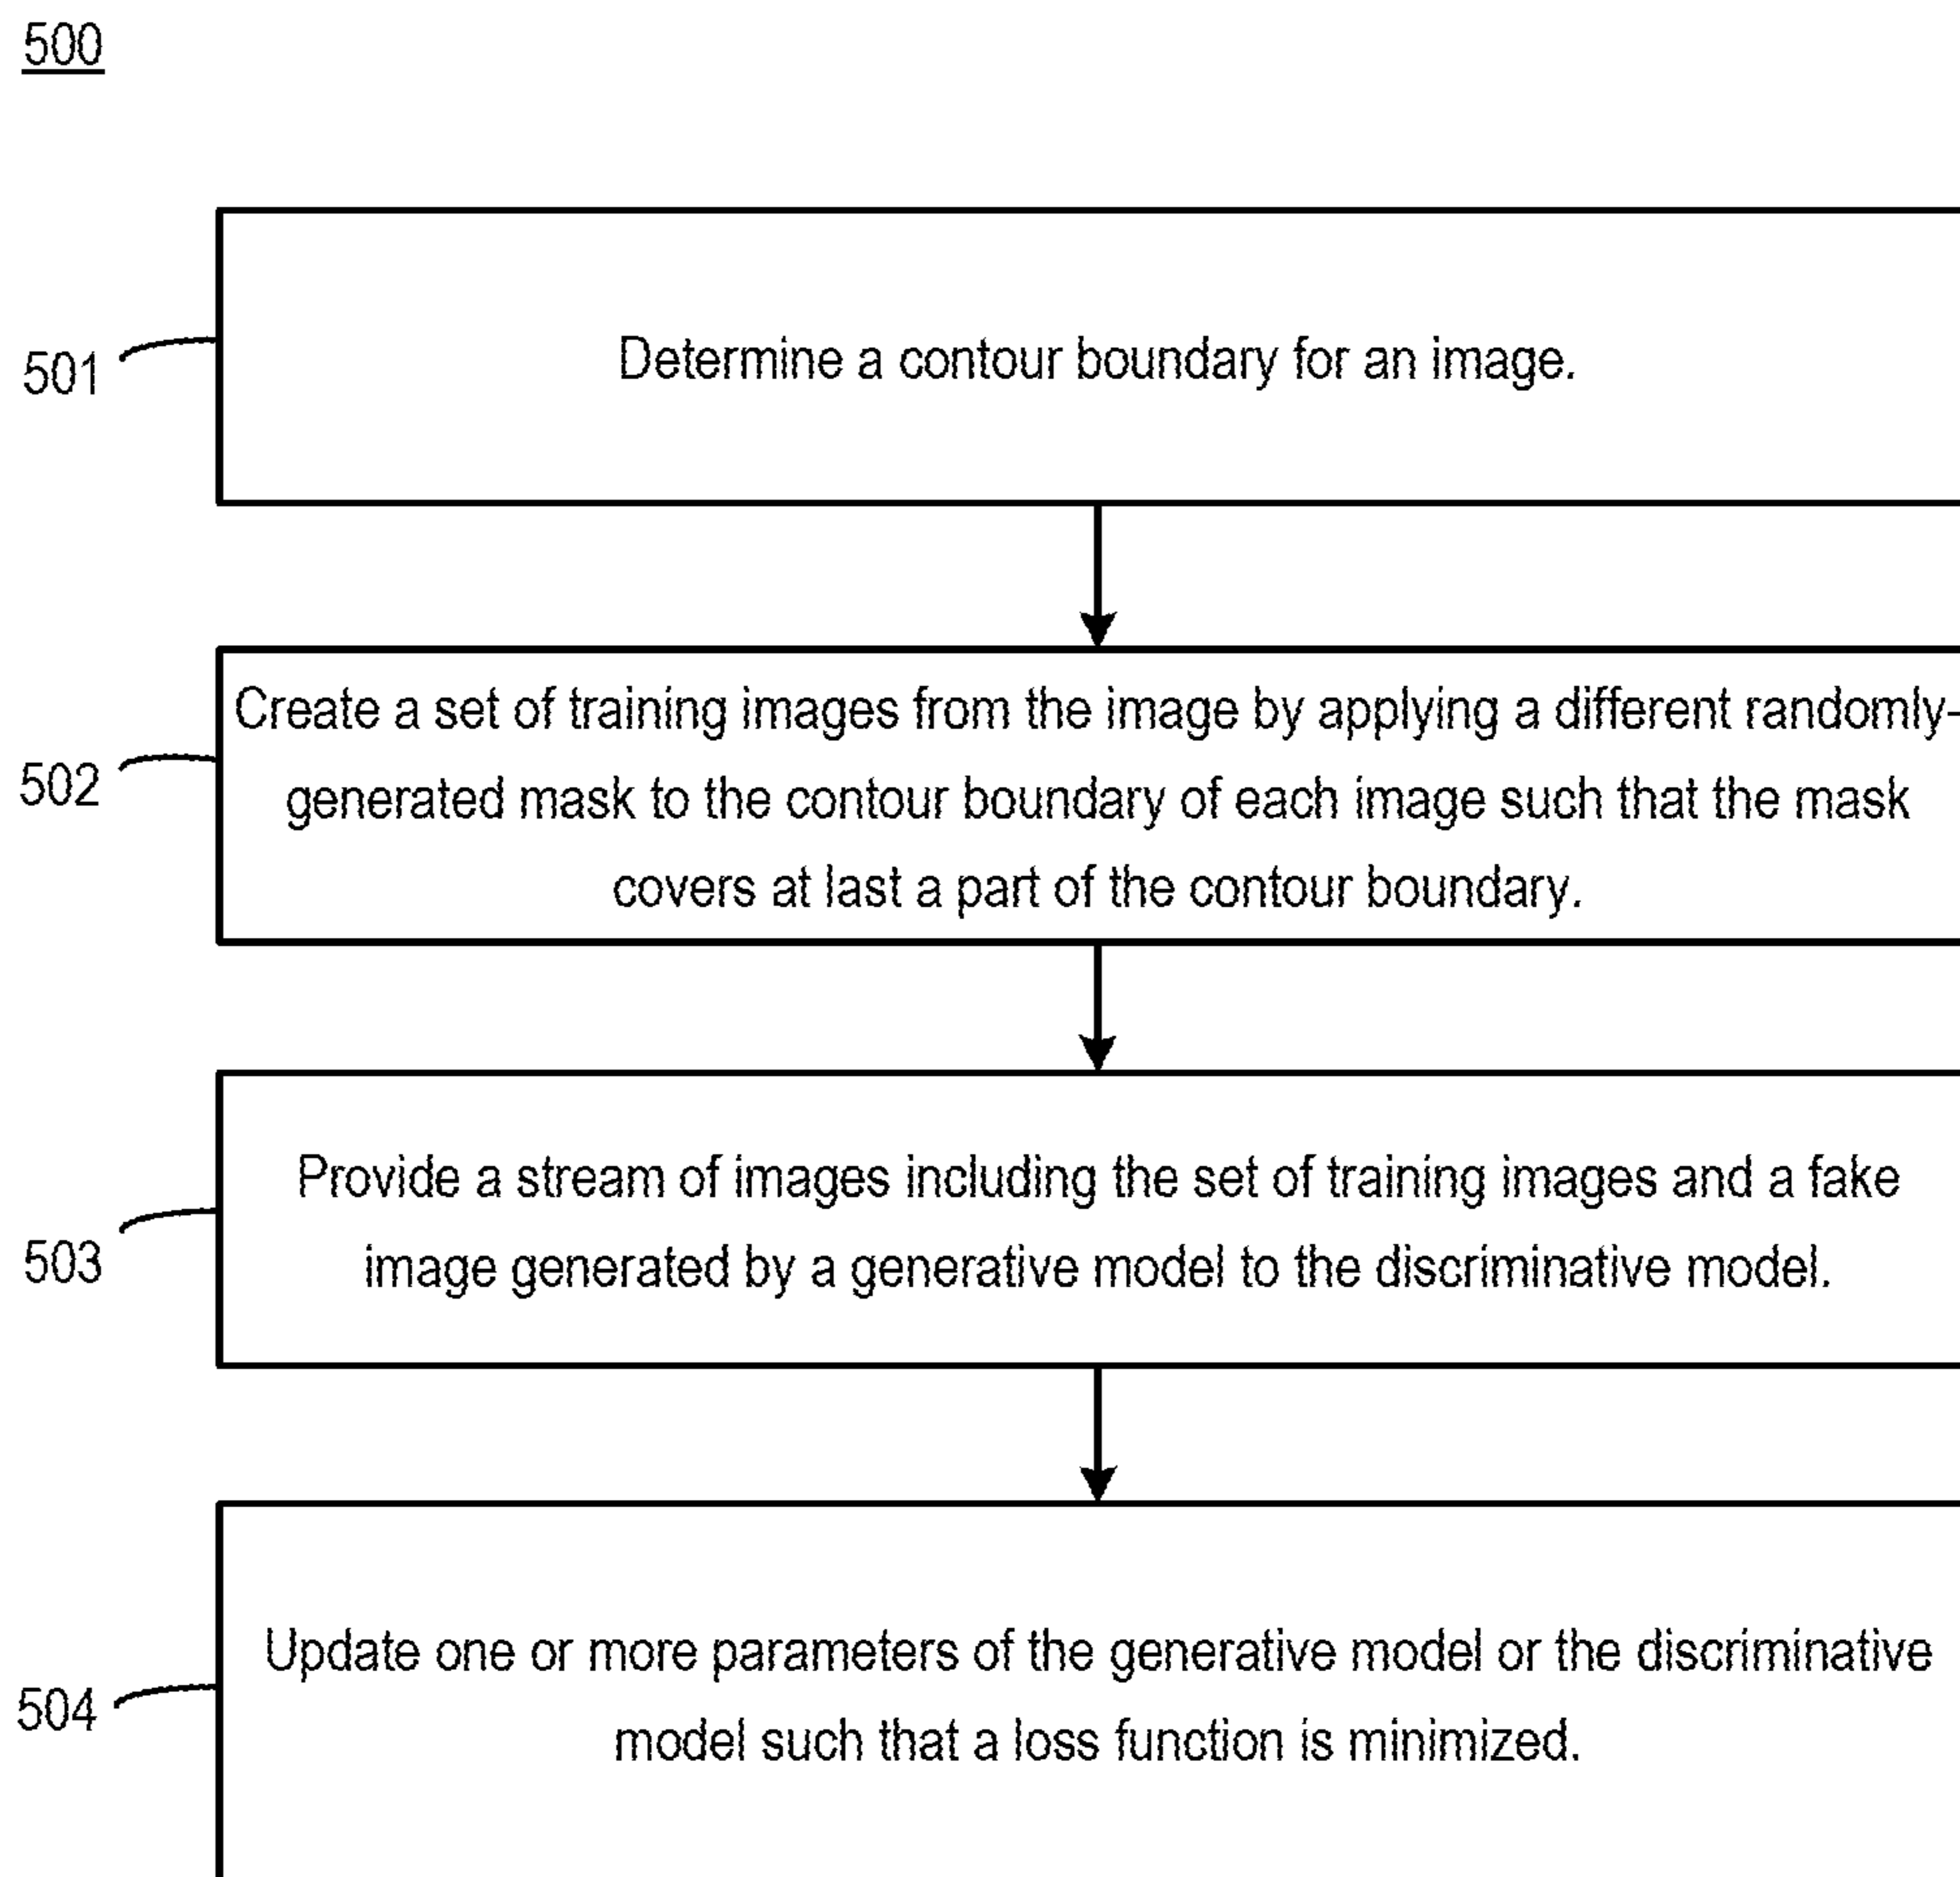 500
501
Determine a contour boundary for an image.
502
Create a set of training images from the image by applying a different randomly-
generated mask to the contour boundary of each image such that the mask
covers at last a part of the contour boundary.
503
Provide a stream of images including the set of training images and a fake
image generated by a generative model to the discriminative model.
504
Update one or more parameters of the generative model or the discriminative
model such that a loss function is minimized.